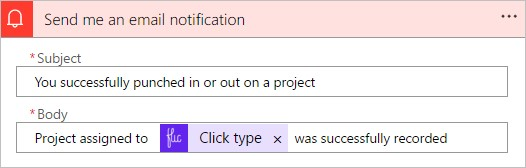 Send me an email notification
* Subject
You successfully punched in or out on a project
* Body
Project assigned to flic Click type × was successfully recorded